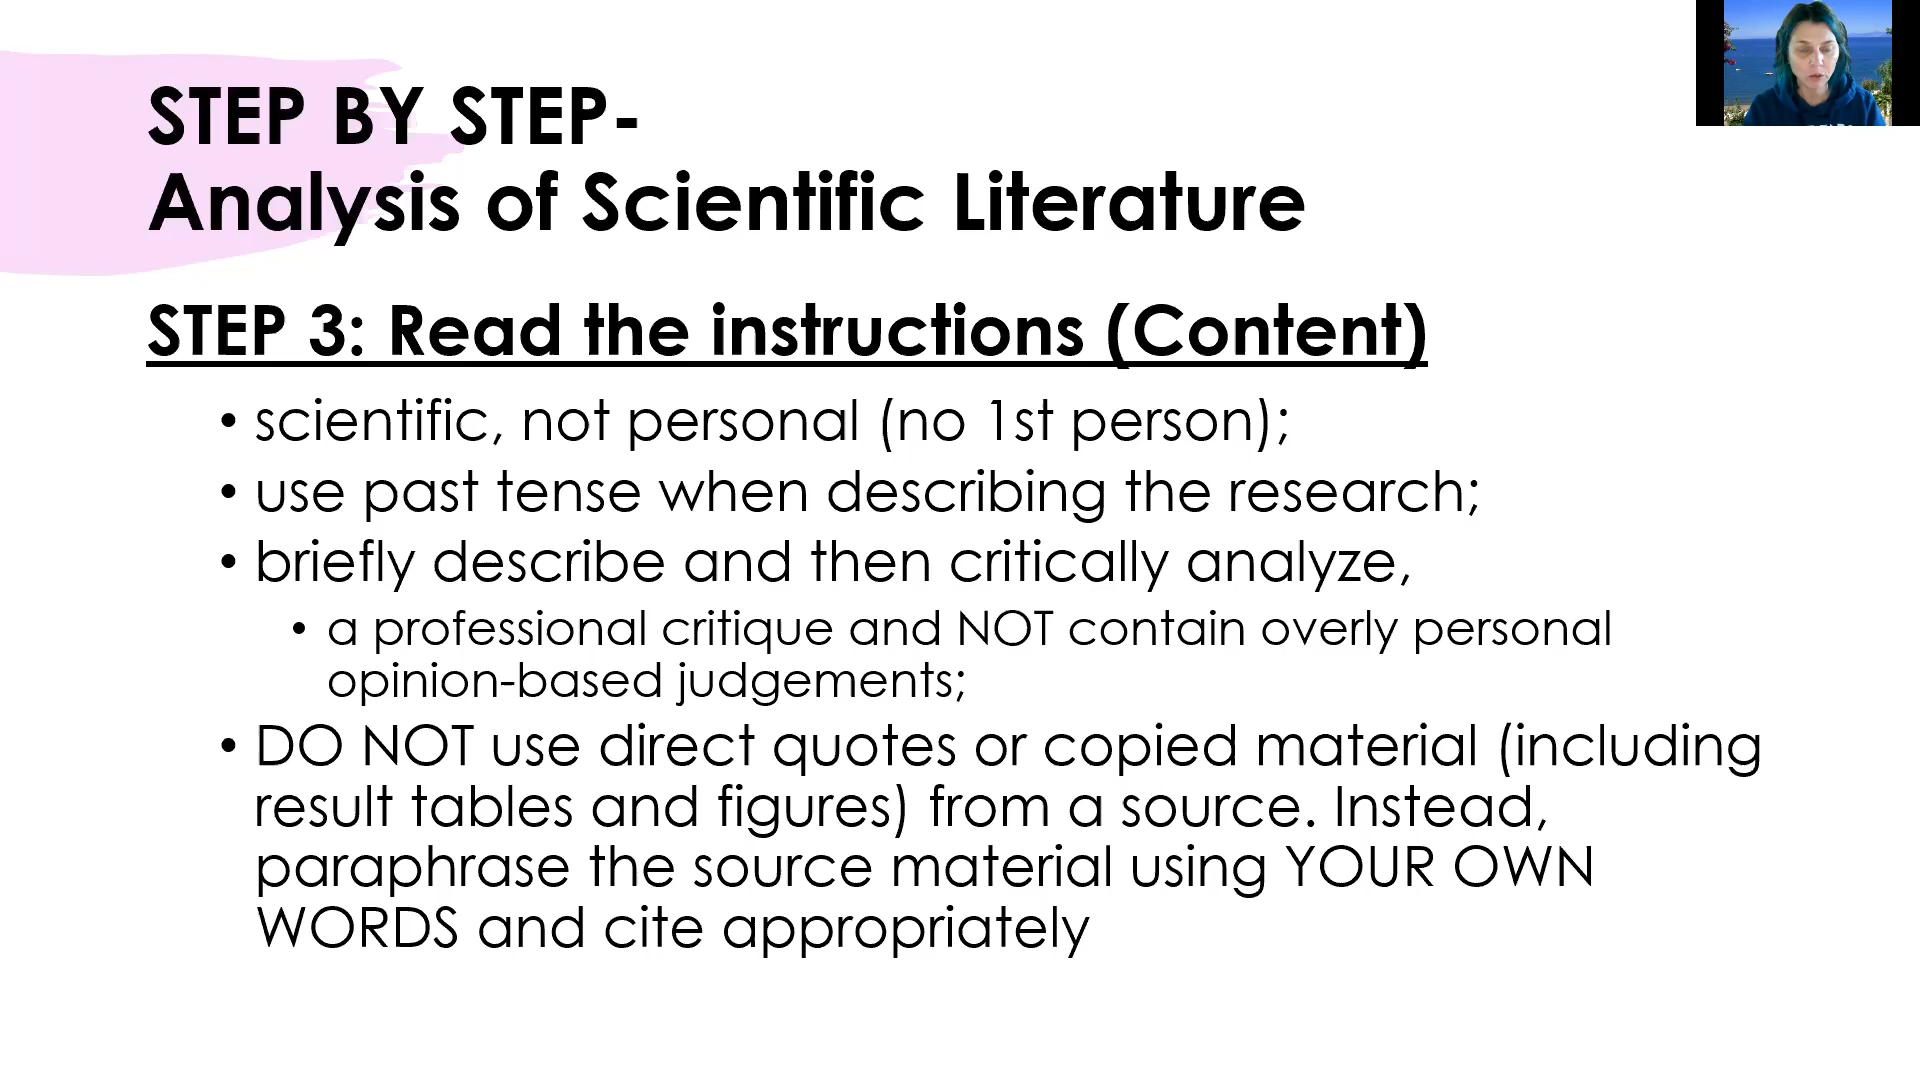 STEP BY STEP-
Analysis of Scientific Literature
STEP 3: Read the instructions (Content)
• scientific, not personal (no 1st person);
• use past tense when describing the research;
• briefly describe and then critically analyze,
• a professional critique and NOT contain overly personal
opinion-based judgements;
• DO NOT use direct quotes or copied material (including
result tables and figures) from a source. Instead,
paraphrase the source material using YOUR OWN
WORDS and cite appropriately